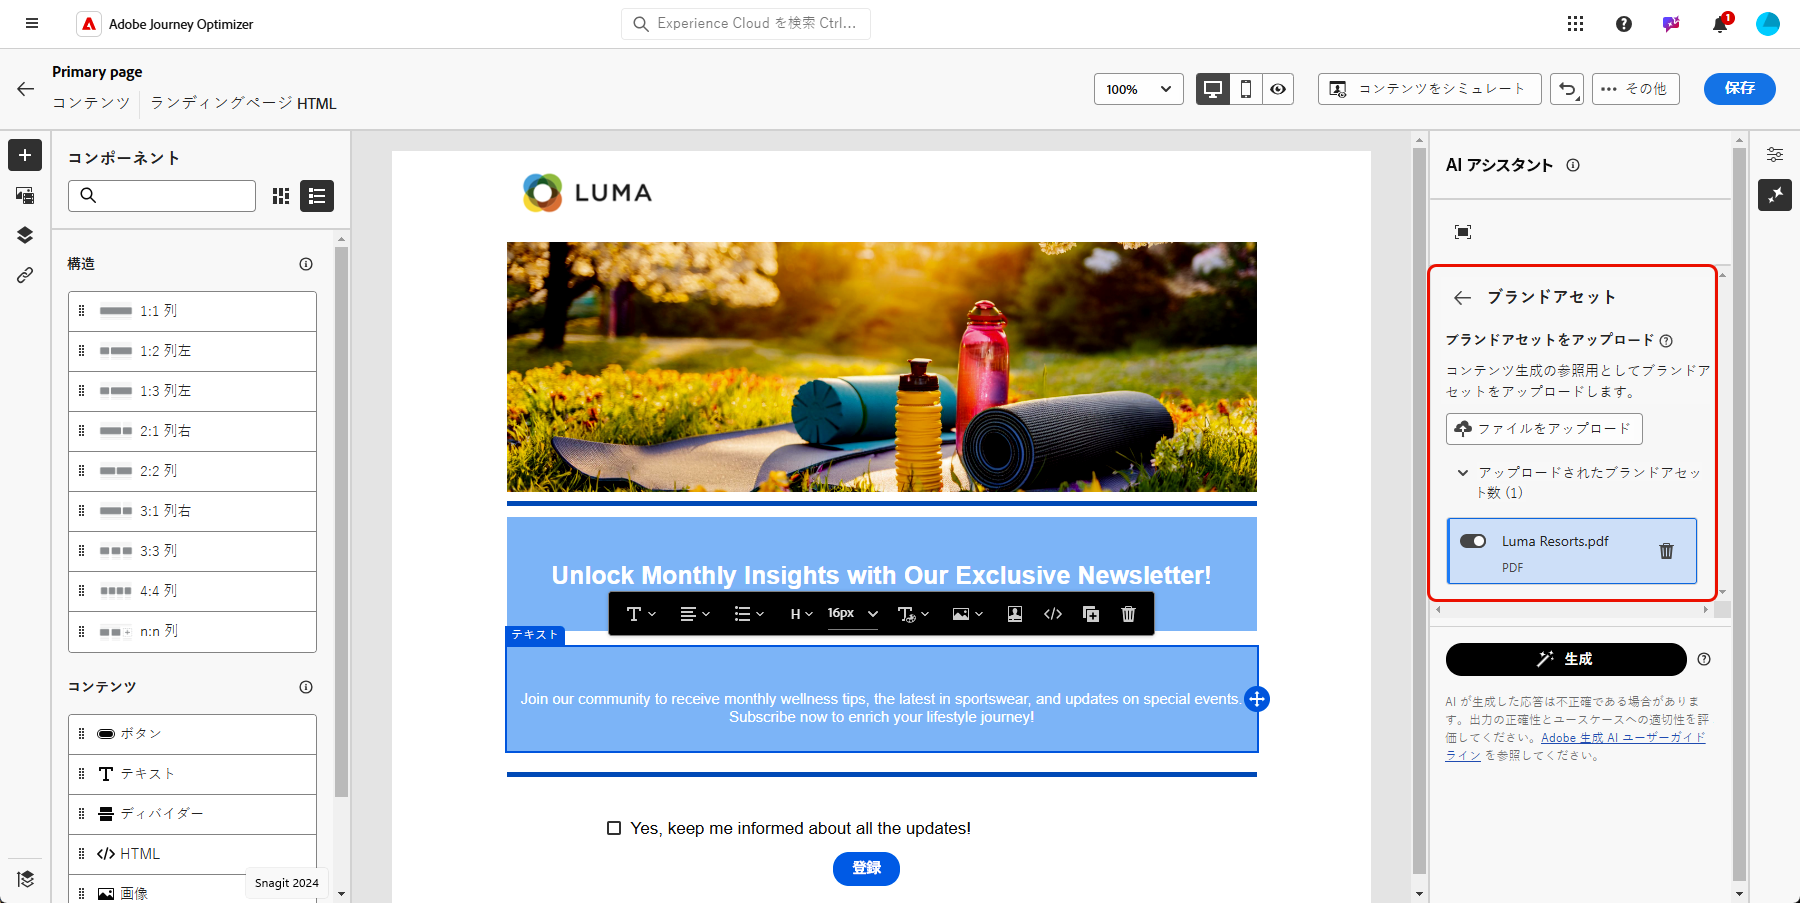 Adobe Journey Optimizer
Experience Cloud を検索 Ctrl...
1
Primary page
コンテンツ
ランディングページ HTML
100%
コンテンツをシミュレート
その他
保存
コンポーネント
構造
1:1 列
1:2 列左
1:3 列左
2:1 列右
2:2 列
3:1 列右
3:3 列
4:4 列
n:n 列
コンテンツ
ボタン
テキスト
ディバイダー
HTML
画像
Snagit 2024
LUMA
Unlock Monthly Insights with Our Exclusive Newsletter!
H
16px
テキスト
Join our community to receive monthly wellness tips, the latest in sportswear, and updates on special events.
Subscribe now to enrich your lifestyle journey!
Yes, keep me informed about all the updates!
登録
AI アシスタント
ブランドアセット
ブランドアセットをアップロード
コンテンツ生成の参照用としてブランドア
セットをアップロードします。
ファイルをアップロード
アップロードされたブランドアセッ
ト数 (1)
Luma Resorts.pdf
PDF
生成
AI が生成した応答は不正確である場合がありま
す。出力の正確性とユースケースへの適切性を評
価してください。Adobe 生成 AI ユーザーガイド
ライン を参照してください。